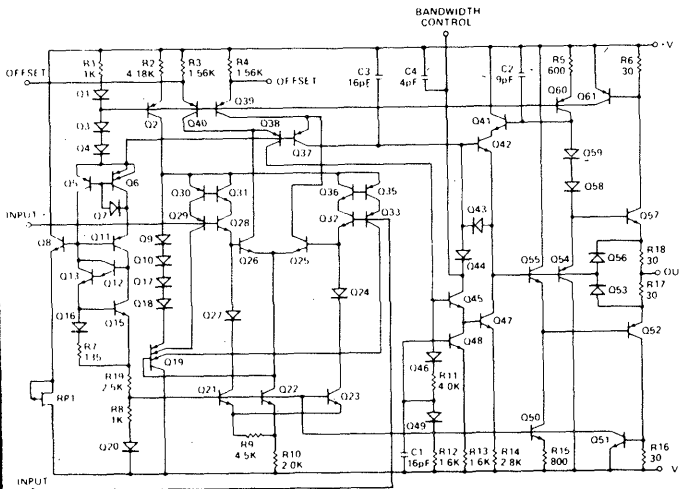 BANDWIDTH
CONTROL
R1
1K
R2
4.18K
R3
1.56K
R4
1.56K
C3
16pF
C4
4pF
C2
9pF
R5
600
R6
30
V
OFFSET
OFFSET
Q1
Q2
Q3
Q4
Q40
Q39
Q38
Q37
Q41
Q42
Q60
Q61
Q59
Q58
Q5
Q6
Q7
Q30
Q31
Q36
Q35
INPUT
Q29
Q28
Q32
Q33
Q43
Q57
Q8
Q11
Q9
Q26
Q25
Q44
Q55
Q54
Q56
R18
30
OU
Q13
Q12
Q10
Q17
Q18
Q24
Q45
Q53
R17
30
Q16
Q15
Q27
Q47
Q48
Q52
R7
135
Q19
Q46
R11
4.0K
RP1
R19
2.5K
Q21
Q22
Q23
R8
1K
Q49
Q50
Q51
Q20
R9
4.5K
R10
2.0K
C1
16pF
R12
1.6K
R13
1.6K
R14
2.8K
R15
800
R16
30
V
INPUT